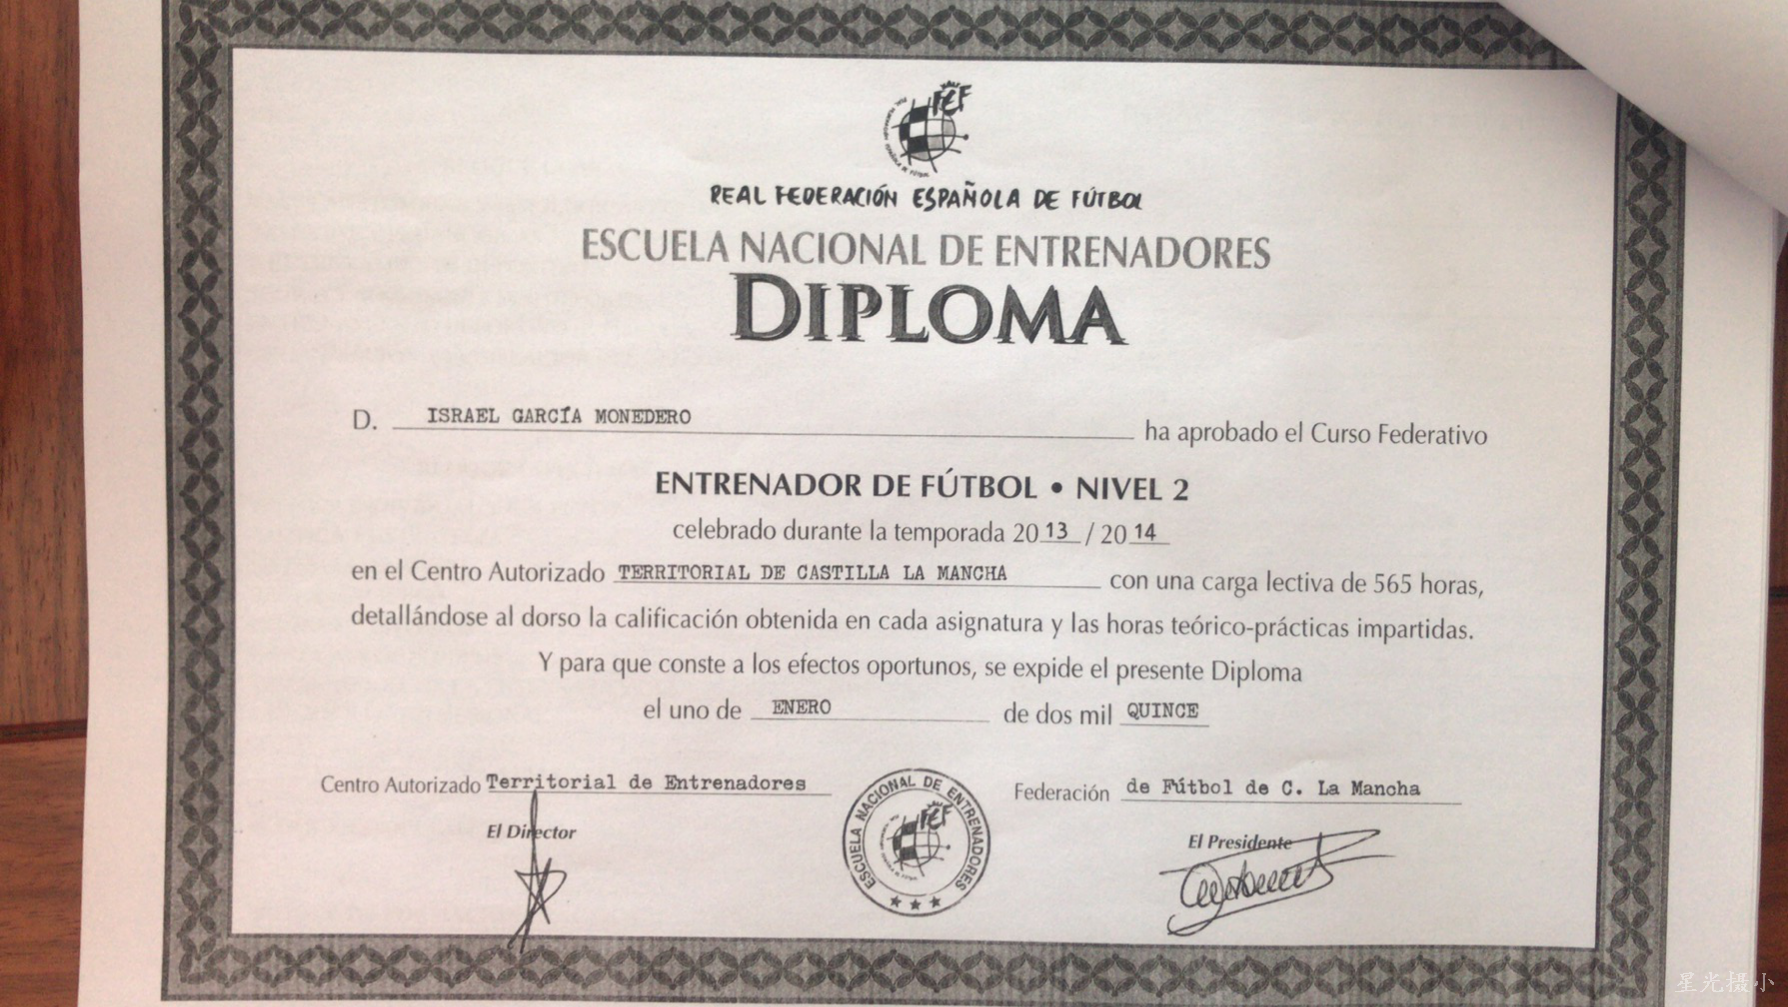 REAL FEDERACIÓN ESPAÑOLA DE FÚTBOL
ESCUELA NACIONAL DE ENTRENADORES
DIPLOMA
D. ISRAEL GARCÍA MONEDERO ha aprobado el Curso Federativo
ENTRENADOR DE FÚTBOL • NIVEL 2
celebrado durante la temporada 2013 / 2014
en el Centro Autorizado TERRITORIAL DE CASTILLA LA MANCHA con una carga lectiva de 565 horas,
detallándose al dorso la calificación obtenida en cada asignatura y las horas teórico-prácticas impartidas.
Y para que conste a los efectos oportunos, se expide el presente Diploma
el uno de ENERO de dos mil QUINCE
Centro Autorizado Territorial de Entrenadores
Federación de Fútbol de C. La Mancha
El Director
El Presidente
ESCUELA NACIONAL DE ENTRENADORES
星光摄小